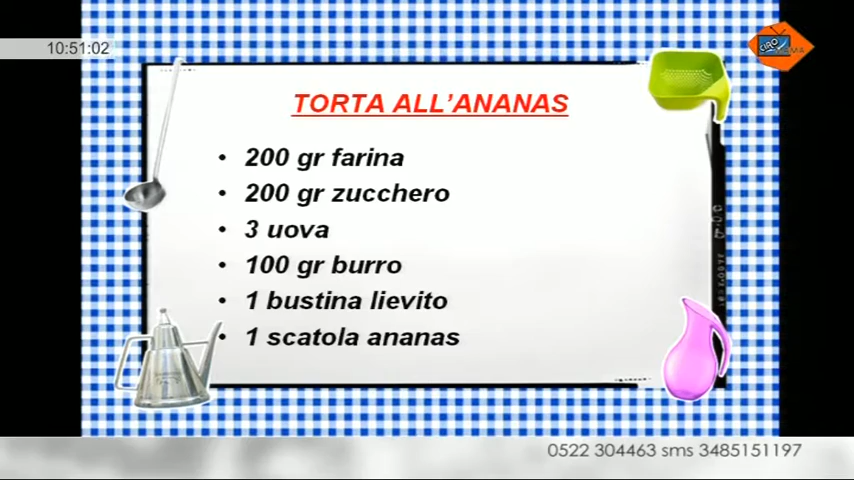 10:51:02
CIRO
TORTA ALL'ANANAS
• 200 gr farina
• 200 gr zucchero
• 3 uova
• 100 gr burro
• 1 bustina lievito
• 1 scatola ananas
0522 304463 sms 3485151197